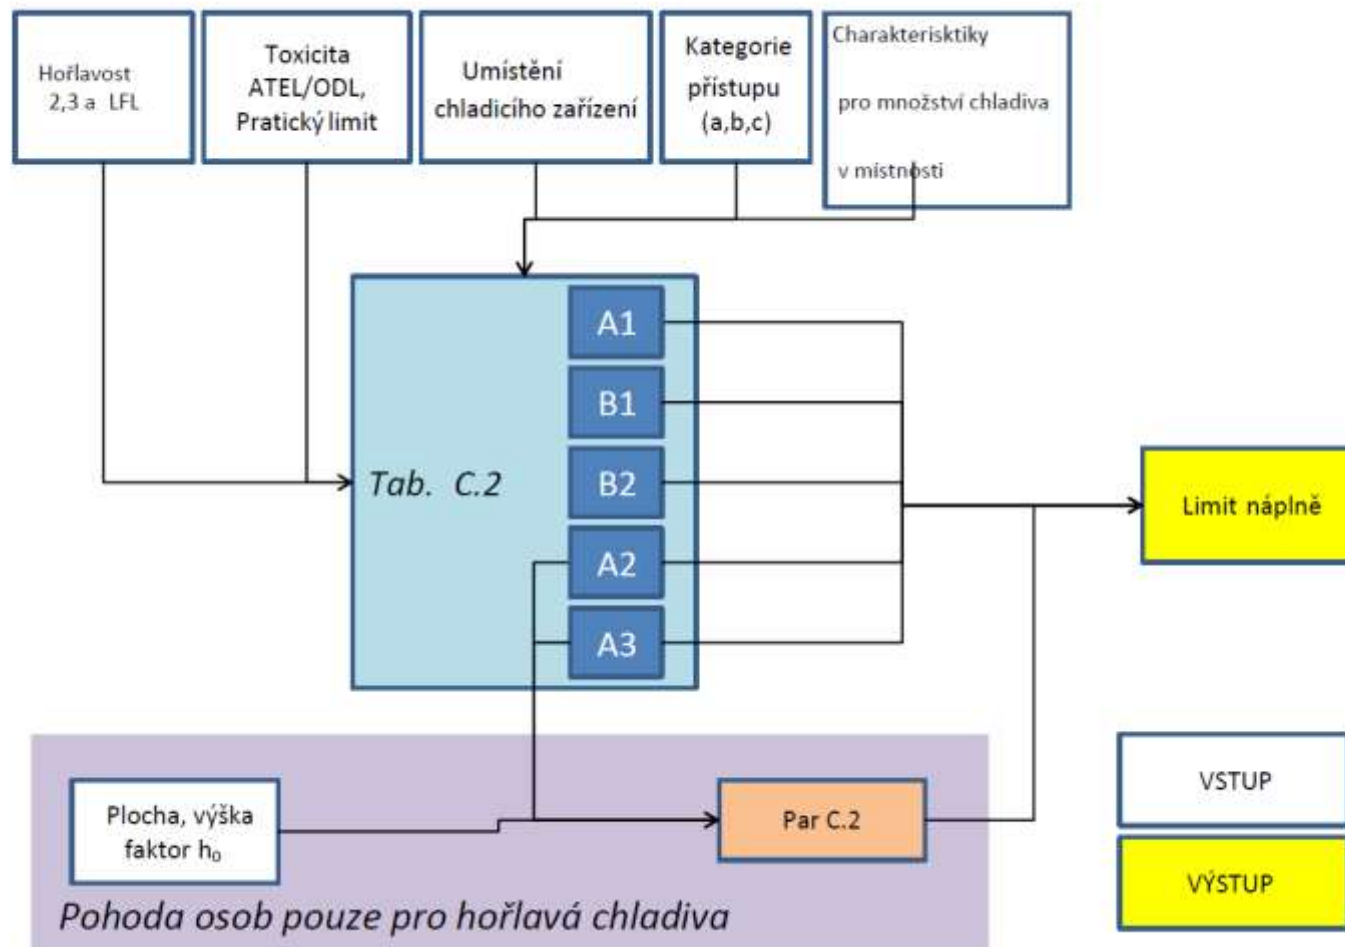 Hořlavost
2,3 a LFL
Toxicita
ATEL/ODL,
Pratický limit
Umístění
chladicího zařízení
Kategorie
přístupu
(a,b,c)
Charakterisktiky
pro množství chladiva
v místnosti
Tab. C.2
A1
B1
B2
A2
A3
Limit náplně
Plocha, výška
faktor h₀
Par C.2
Pohoda osob pouze pro hořlavá chladiva
VSTUP
VÝSTUP